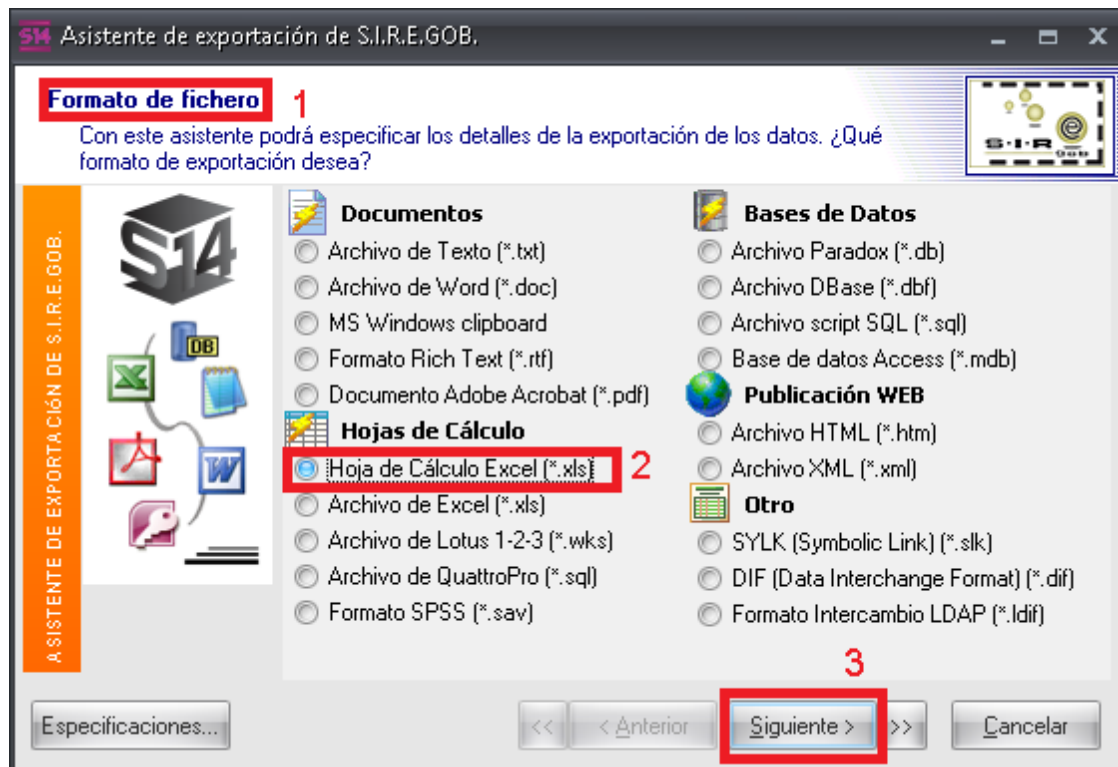 S14 Asistente de exportación de S.I.R.E.GOB.
Formato de fichero 1
Con este asistente podrá especificar los detalles de la exportación de los datos. ¿Qué
formato de exportación desea?
S·I·R e
Gob
ASISTENTE DE EXPORTACIÓN DE S.I.R.E.GOB.
S14
DB
Documentos
Archivo de Texto (*.txt)
Archivo de Word (*.doc)
MS Windows clipboard
Formato Rich Text (*.rtf)
Documento Adobe Acrobat (*.pdf)
Hojas de Cálculo
Hoja de Cálculo Excel (*.xls) 2
Archivo de Excel (*.xls)
Archivo de Lotus 1-2-3 (*.wks)
Archivo de QuattroPro (*.sql)
Formato SPSS (*.sav)
Bases de Datos
Archivo Paradox (*.db)
Archivo DBase (*.dbf)
Archivo script SQL (*.sql)
Base de datos Access (*.mdb)
Publicación WEB
Archivo HTML (*.htm)
Archivo XML (*.xml)
Otro
SYLK (Symbolic Link) (*.slk)
DIF (Data Interchange Format) (*.dif)
Formato Intercambio LDAP (*.ldif)
3
Especificaciones... << < Anterior Siguiente > >> Cancelar